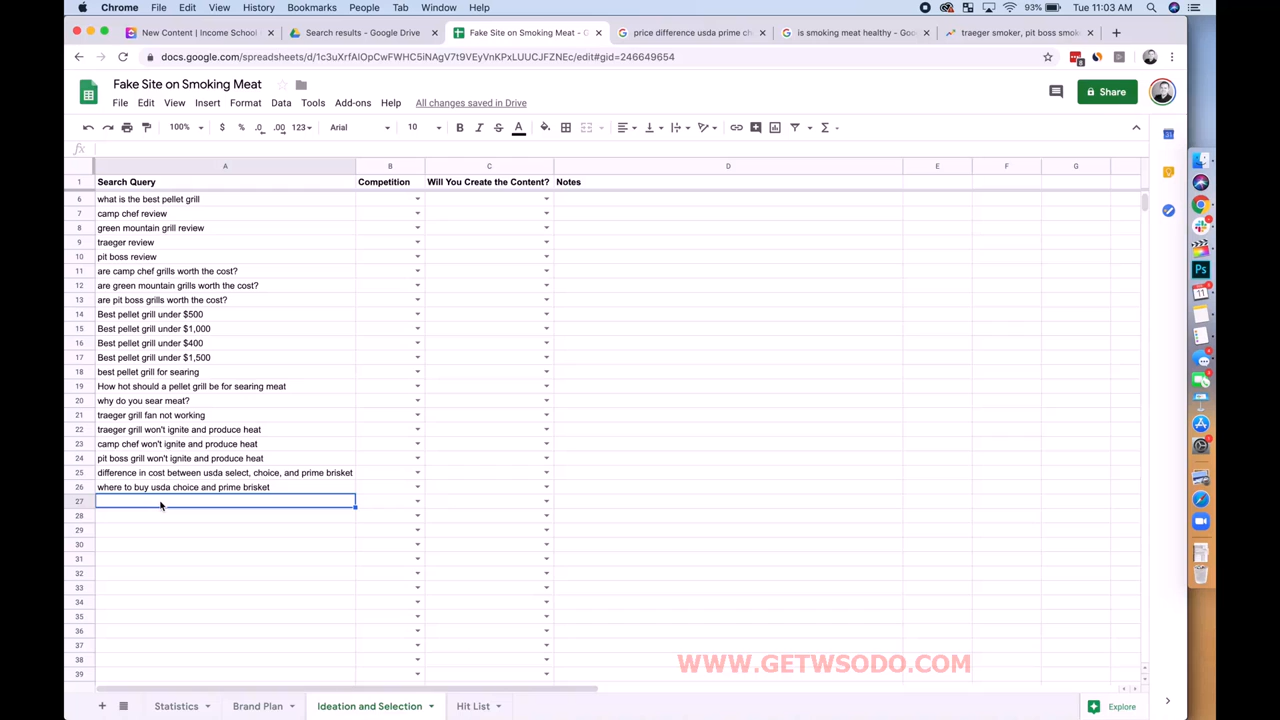 Chrome File Edit View History Bookmarks People Tab Window Help 93% Tue 11:03 AM
New Content | Income School Search results - Google Drive Fake Site on Smoking Meat - G price difference usda prime ch is smoking meat healthy - Goo traeger smoker, pit boss smok
docs.google.com/spreadsheets/d/1c3uXrfAlOpCwFWHC5iNAgV7t9VEyVnKPxLUUCJFZNEc/edit#gid=246649654
Fake Site on Smoking Meat
Share
File Edit View Insert Format Data Tools Add-ons Help All changes saved in Drive
100% $ % .0 .00 123 Arial 10 B I S A Σ
fx
A B C D E F G
1 Search Query Competition Will You Create the Content? Notes
6 what is the best pellet grill
7 camp chef review
8 green mountain grill review
9 traeger review
10 pit boss review
11 are camp chef grills worth the cost?
12 are green mountain grills worth the cost?
13 are pit boss grills worth the cost?
14 Best pellet grill under $500
15 Best pellet grill under $1,000
16 Best pellet grill under $400
17 Best pellet grill under $1,500
18 best pellet grill for searing
19 How hot should a pellet grill be for searing meat
20 why do you sear meat?
21 traeger grill fan not working
22 traeger grill won't ignite and produce heat
23 camp chef won't ignite and produce heat
24 pit boss grill won't ignite and produce heat
25 difference in cost between usda select, choice, and prime brisket
26 where to buy usda choice and prime brisket
27
28
29
30
31
32
33
34
35
36
37
38
39
WWW.GETWSODO.COM
Statistics Brand Plan Ideation and Selection Hit List Explore